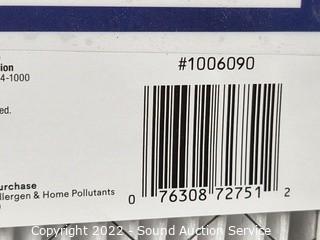 ion
4-1000
#1006090
ed.
urchase
llergen & Home Pollutants
0 76308 72751 2
Copyright 2022 - Sound Auction Service